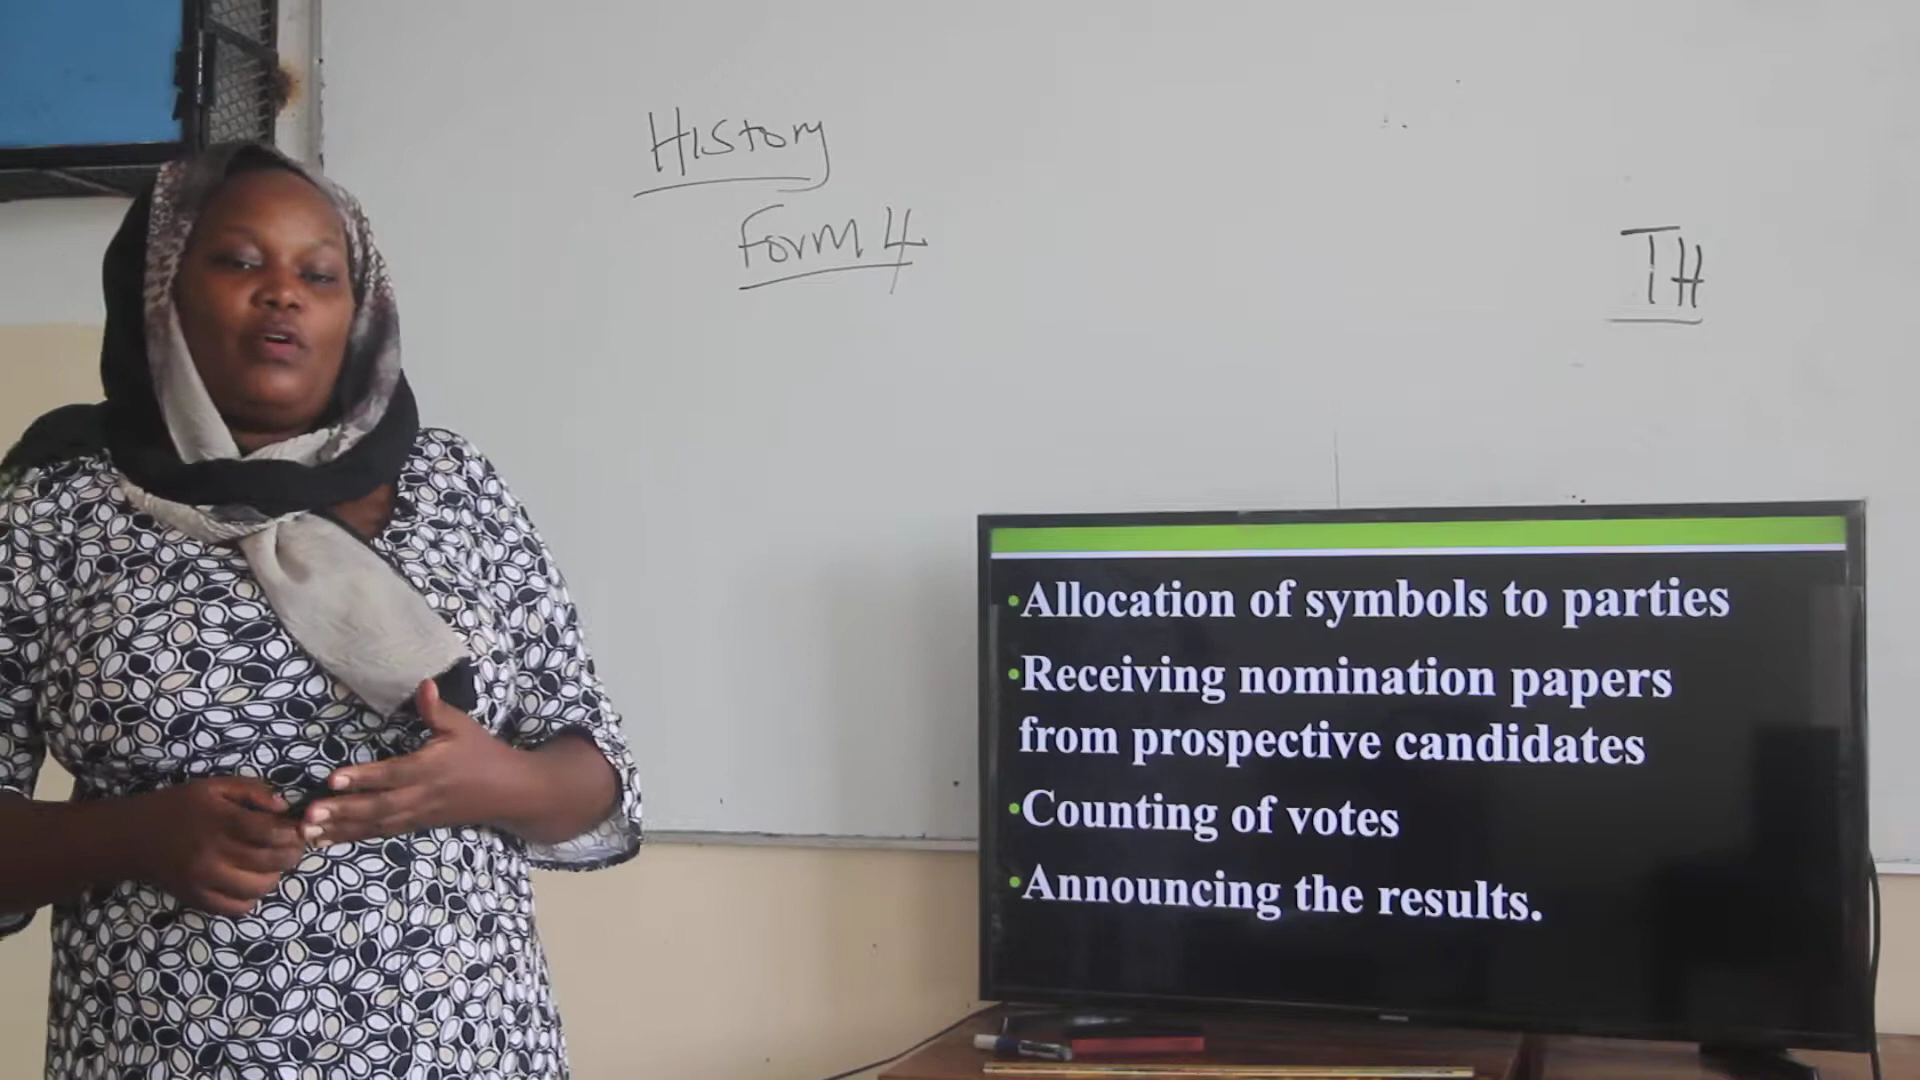 History
Form 4
TH
•Allocation of symbols to parties
•Receiving nomination papers
from prospective candidates
•Counting of votes
•Announcing the results.